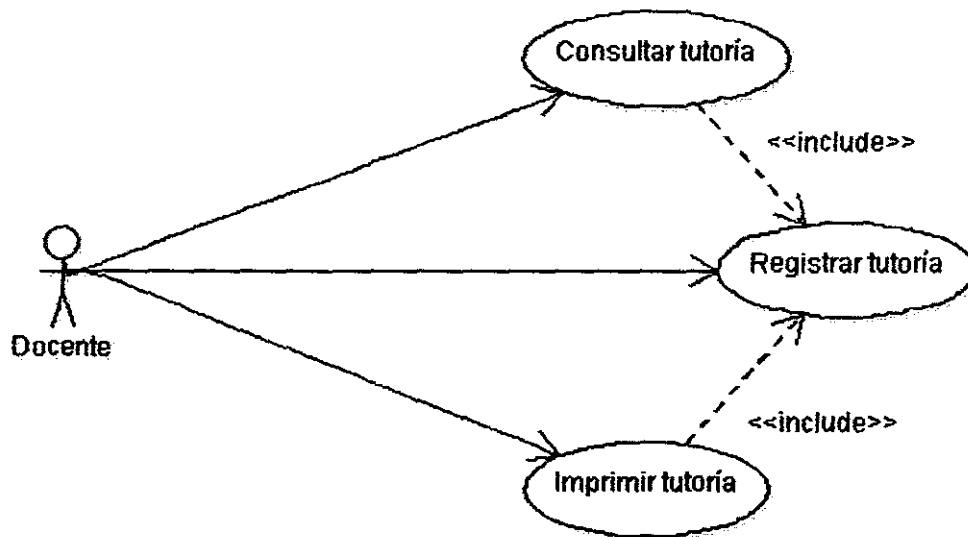 Consultar tutoría
<<include>>
Registrar tutoría
Docente
<<include>>
Imprimir tutoría